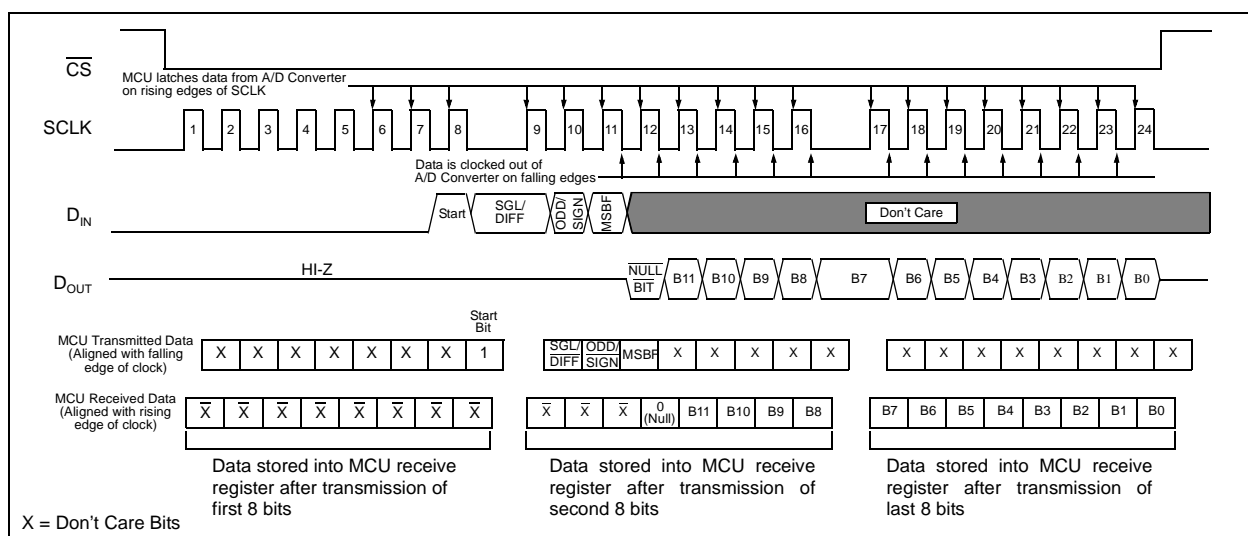 CS
MCU latches data from A/D Converter
on rising edges of SCLK
SCLK
1 2 3 4 5 6 7 8 9 10 11 12 13 14 15 16 17 18 19 20 21 22 23 24
Data is clocked out of
A/D Converter on falling edges
DIN
Start
SGL/
DIFF
ODD/
SIGN
MSBF
Don't Care
DOUT
HI-Z
NULL
BIT
B11 B10 B9 B8 B7 B6 B5 B4 B3 B2 B1 B0
Start
Bit
MCU Transmitted Data
(Aligned with falling
edge of clock)
X X X X X X X 1
SGL/
DIFF
ODD/
SIGN
MSBF X X X X X
X X X X X X X X
MCU Received Data
(Aligned with rising
edge of clock)
X X X X X X X X
X X X 0
(Null)
B11 B10 B9 B8
B7 B6 B5 B4 B3 B2 B1 B0
Data stored into MCU receive
register after transmission of
first 8 bits
Data stored into MCU receive
register after transmission of
second 8 bits
Data stored into MCU receive
register after transmission of
last 8 bits
X = Don't Care Bits